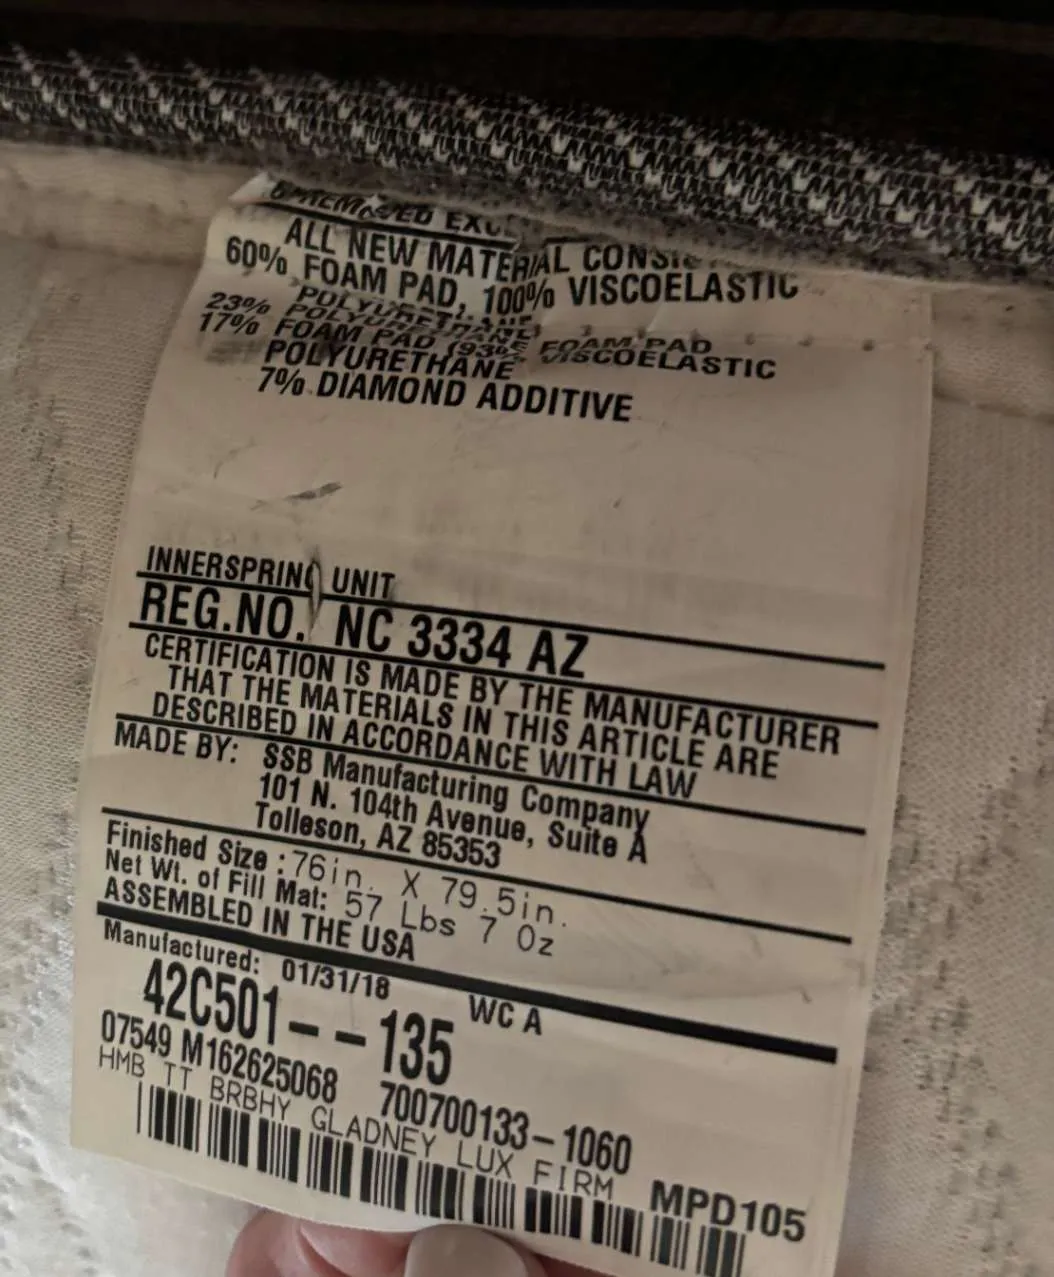 ALL NEW MATERIAL
60% FOAM PAD, 100% VISCOELASTIC
POLYURETHANE
23% POLYURETHANE FOAM PAD
17% FOAM PAD (93% VISCOELASTIC
POLYURETHANE
7% DIAMOND ADDITIVE
INNERSPRING UNIT
REG.NO. NC 3334 AZ
CERTIFICATION IS MADE BY THE MANUFACTURER
THAT THE MATERIALS IN THIS ARTICLE ARE
DESCRIBED IN ACCORDANCE WITH LAW
MADE BY: SSB Manufacturing Company
101 N. 104th Avenue, Suite A
Tolleson, AZ 85353
Finished Size : 76in. X 79.5in.
Net Wt. of Fill Mat: 57 Lbs 7 Oz
ASSEMBLED IN THE USA
Manufactured: 01/31/18 WC A
42C501--135
07549 M162625068 700700133-1060
HMB TT BRBHY GLADNEY LUX FIRM MPD105